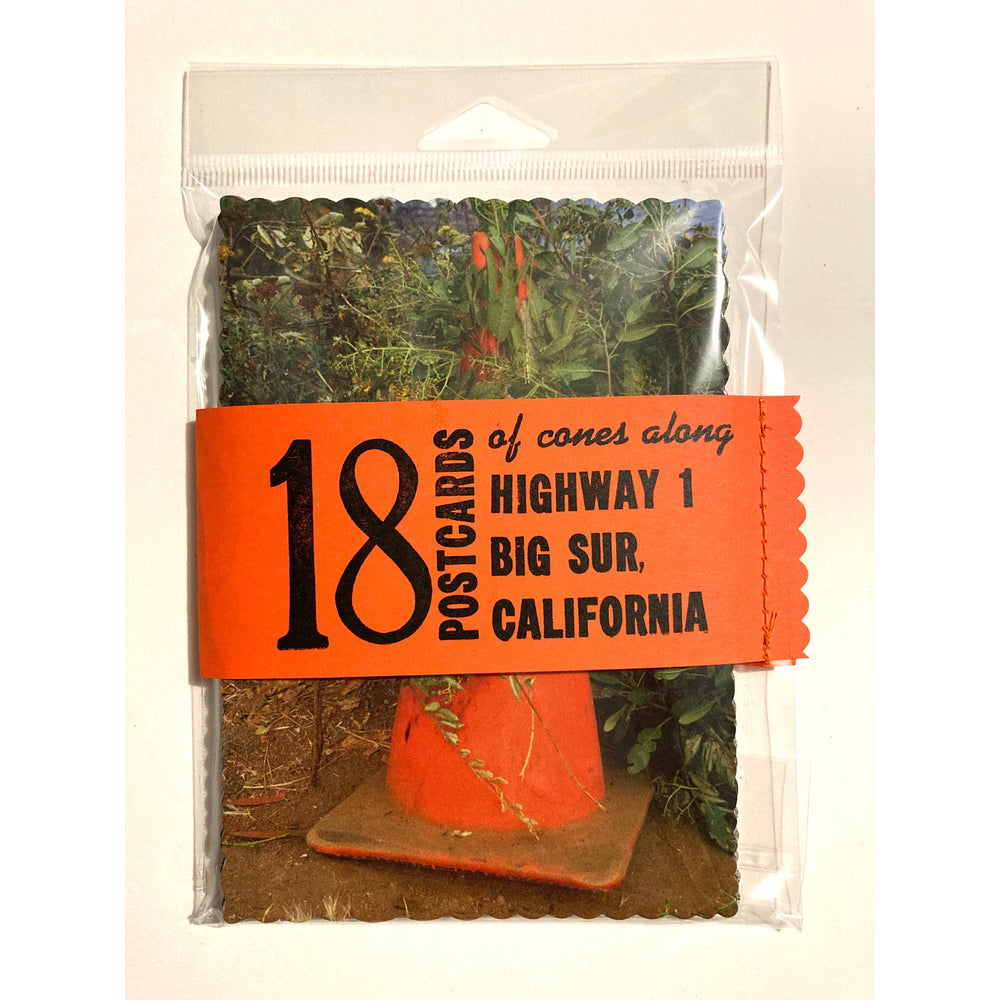 18
POSTCARDS
of cones along
HIGHWAY 1
BIG SUR,
CALIFORNIA